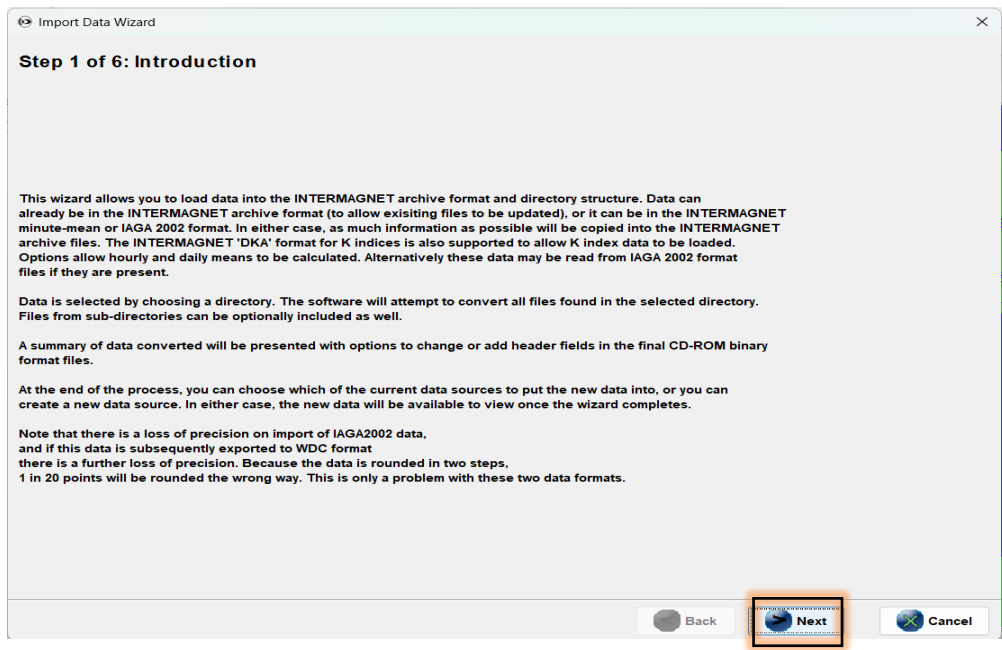 Import Data Wizard
Step 1 of 6: Introduction
This wizard allows you to load data into the INTERMAGNET archive format and directory structure. Data can
already be in the INTERMAGNET archive format (to allow exisiting files to be updated), or it can be in the INTERMAGNET
minute-mean or IAGA 2002 format. In either case, as much information as possible will be copied into the INTERMAGNET
archive files. The INTERMAGNET 'DKA' format for K indices is also supported to allow K index data to be loaded.
Options allow hourly and daily means to be calculated. Alternatively these data may be read from IAGA 2002 format
files if they are present.
Data is selected by choosing a directory. The software will attempt to convert all files found in the selected directory.
Files from sub-directories can be optionally included as well.
A summary of data converted will be presented with options to change or add header fields in the final CD-ROM binary
format files.
At the end of the process, you can choose which of the current data sources to put the new data into, or you can
create a new data source. In either case, the new data will be available to view once the wizard completes.
Note that there is a loss of precision on import of IAGA2002 data,
and if this data is subsequently exported to WDC format
there is a further loss of precision. Because the data is rounded in two steps,
1 in 20 points will be rounded the wrong way. This is only a problem with these two data formats.
Back Next Cancel